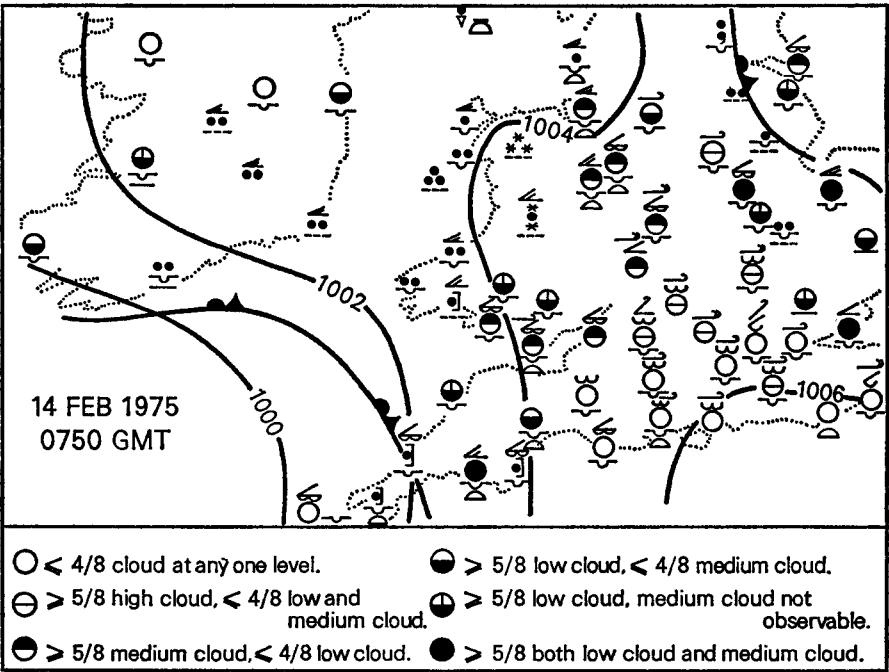 1004
1002
1006
1000
14 FEB 1975
0750 GMT
⩽ 4/8 cloud at any one level.
⩾ 5/8 high cloud, < 4/8 low and
medium cloud.
⩾ 5/8 medium cloud, < 4/8 low cloud.
⩾ 5/8 low cloud, < 4/8 medium cloud.
⩾ 5/8 low cloud, medium cloud not
observable.
⩾ 5/8 both low cloud and medium cloud.